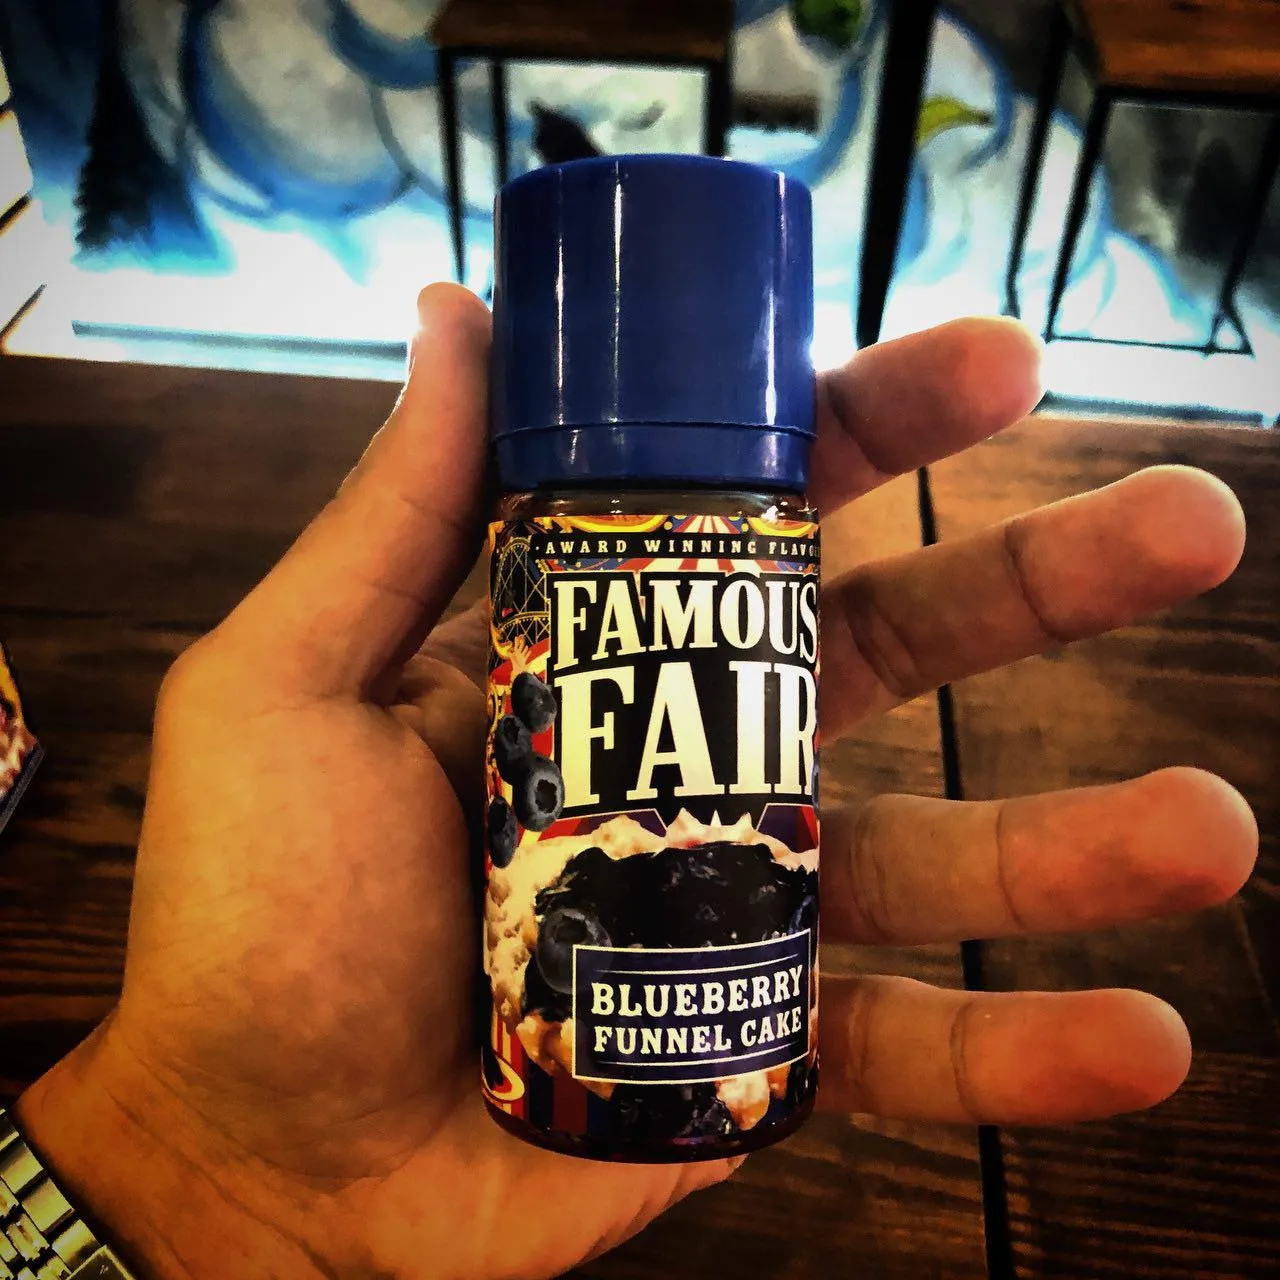 AWARD WINNING
FAMOUS
FAIR
BLUEBERRY
FUNNEL CAKE